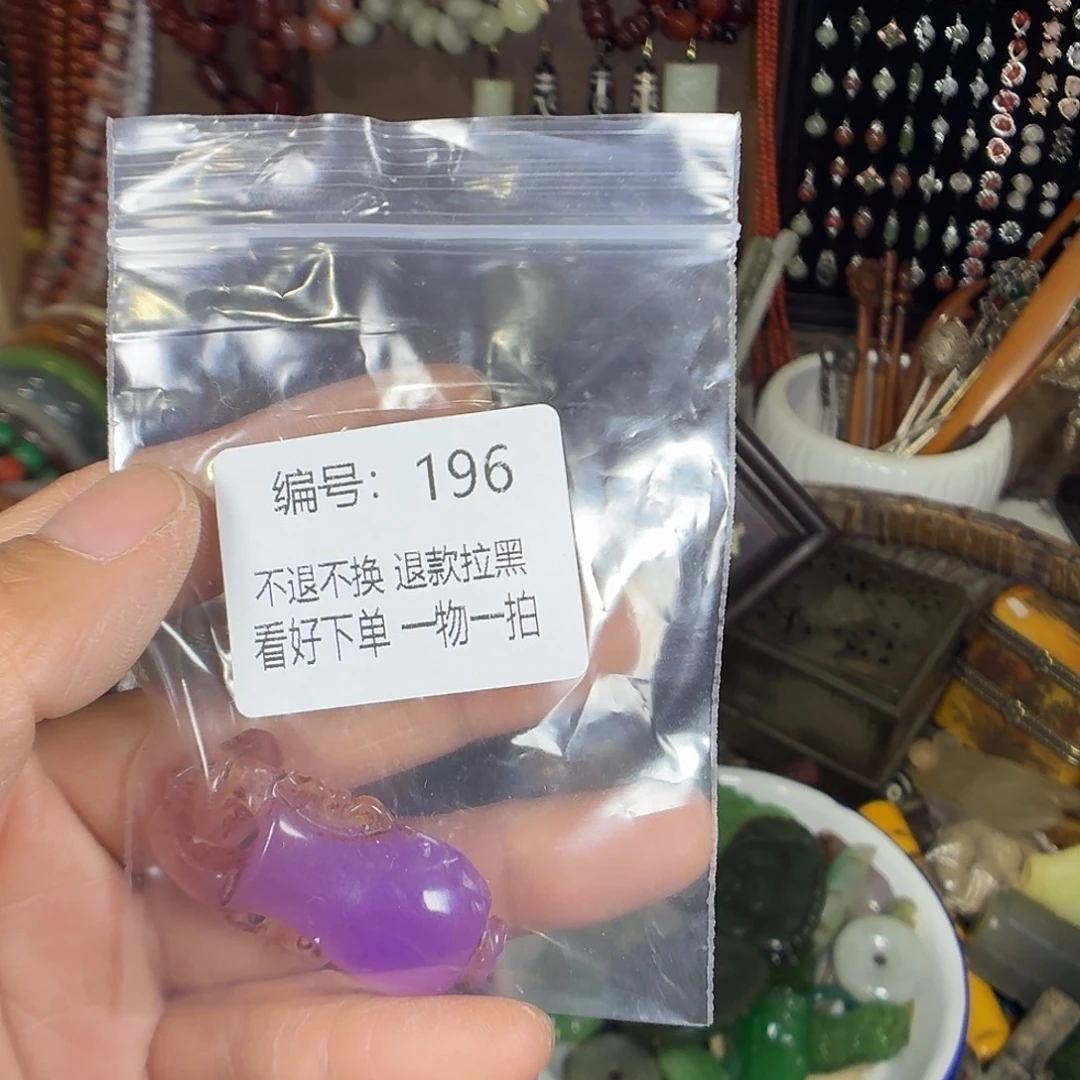 编号：196
不退不换 退款拉黑
看好下单 一物一拍